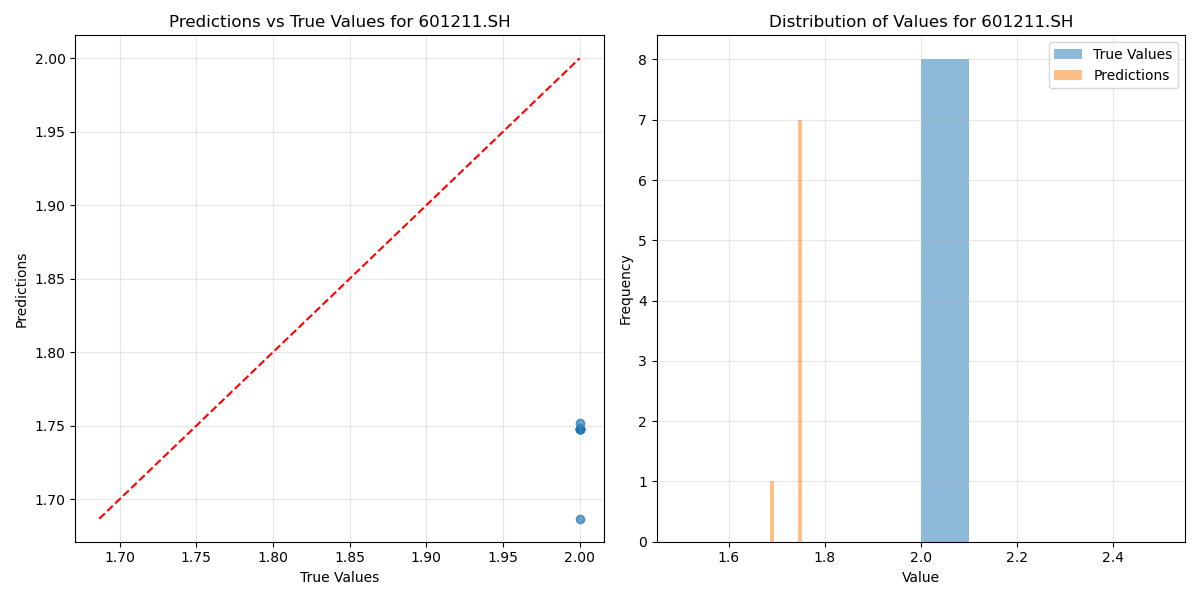 Predictions vs True Values for 601211.SH
2.00
1.95
1.90
1.85
1.80
1.75
1.70
Predictions
1.70 1.75 1.80 1.85 1.90 1.95 2.00
True Values
Distribution of Values for 601211.SH
True Values
Predictions
8
7
6
5
4
3
2
1
0
Frequency
1.6 1.8 2.0 2.2 2.4
Value